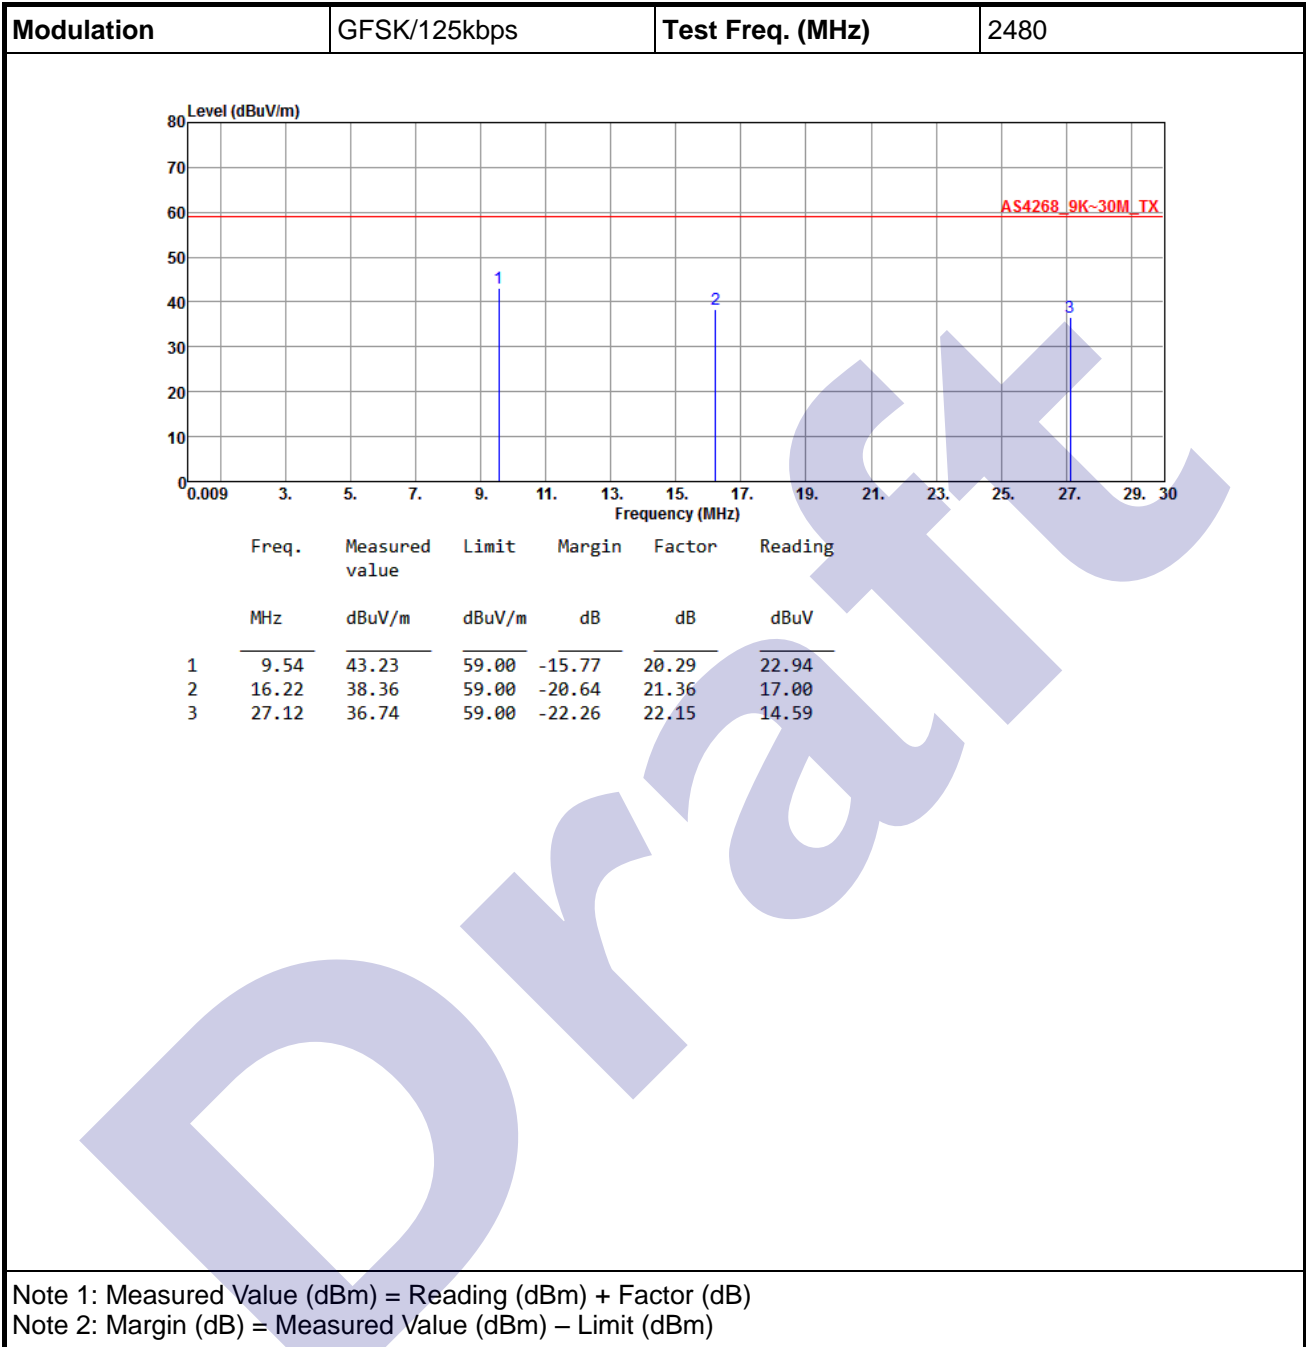 Modulation GFSK/125kbps Test Freq. (MHz) 2480
Level (dBuV/m)
80
70
60
AS4268_9K~30M_TX
50
1
40
2
3
30
20
10
0
0.009 3. 5. 7. 9. 11. 13. 15. 17. 19. 21. 23. 25. 27. 29. 30
Frequency (MHz)
Freq. Measured Limit Margin Factor Reading
value
MHz dBuV/m dBuV/m dB dB dBuV
1 9.54 43.23 59.00 -15.77 20.29 22.94
2 16.22 38.36 59.00 -20.64 21.36 17.00
3 27.12 36.74 59.00 -22.26 22.15 14.59
Draft
Note 1: Measured Value (dBm) = Reading (dBm) + Factor (dB)
Note 2: Margin (dB) = Measured Value (dBm) – Limit (dBm)